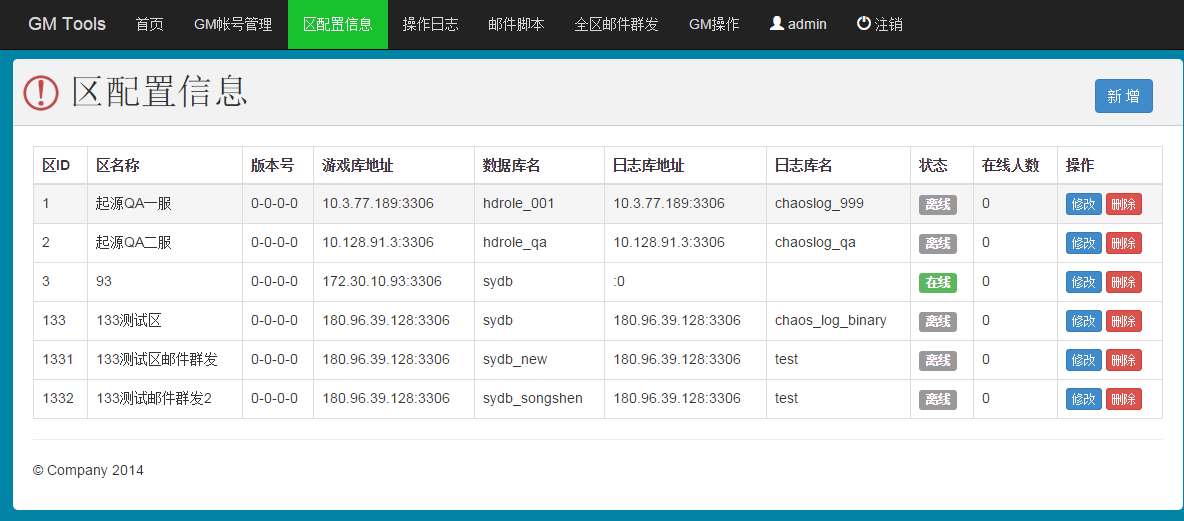 GM Tools 首页 GM帐号管理 区配置信息 操作日志 邮件脚本 全区邮件群发 GM操作 admin 注销
区配置信息 新 增
区ID 区名称 版本号 游戏库地址 数据库名 日志库地址 日志库名 状态 在线人数 操作
1 起源QA一服 0-0-0-0 10.3.77.189:3306 hdrole_001 10.3.77.189:3306 chaoslog_999 离线 0 修改 删除
2 起源QA二服 0-0-0-0 10.128.91.3:3306 hdrole_qa 10.128.91.3:3306 chaoslog_qa 离线 0 修改 删除
3 93 0-0-0-0 172.30.10.93:3306 sydb :0 在线 0 修改 删除
133 133测试区 0-0-0-0 180.96.39.128:3306 sydb 180.96.39.128:3306 chaos_log_binary 离线 0 修改 删除
1331 133测试区邮件群发 0-0-0-0 180.96.39.128:3306 sydb_new 180.96.39.128:3306 test 离线 0 修改 删除
1332 133测试邮件群发2 0-0-0-0 180.96.39.128:3306 sydb_songshen 180.96.39.128:3306 test 离线 0 修改 删除
© Company 2014